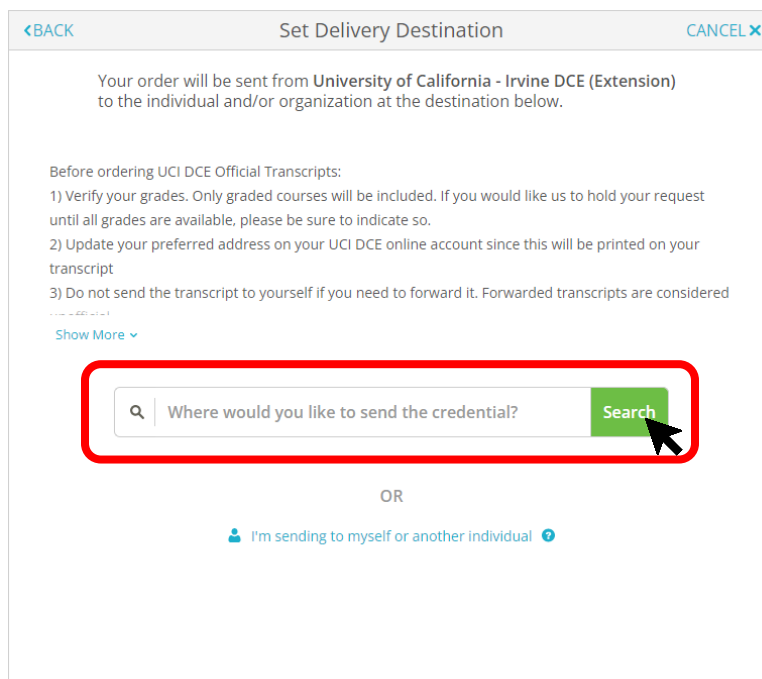 BACK
Set Delivery Destination
CANCEL
Your order will be sent from University of California - Irvine DCE (Extension)
to the individual and/or organization at the destination below.
Before ordering UCI DCE Official Transcripts:
1) Verify your grades. Only graded courses will be included. If you would like us to hold your request
until all grades are available, please be sure to indicate so.
2) Update your preferred address on your UCI DCE online account since this will be printed on your
transcript
3) Do not send the transcript to yourself if you need to forward it. Forwarded transcripts are considered
Show More
Where would you like to send the credential?
Search
OR
I'm sending to myself or another individual